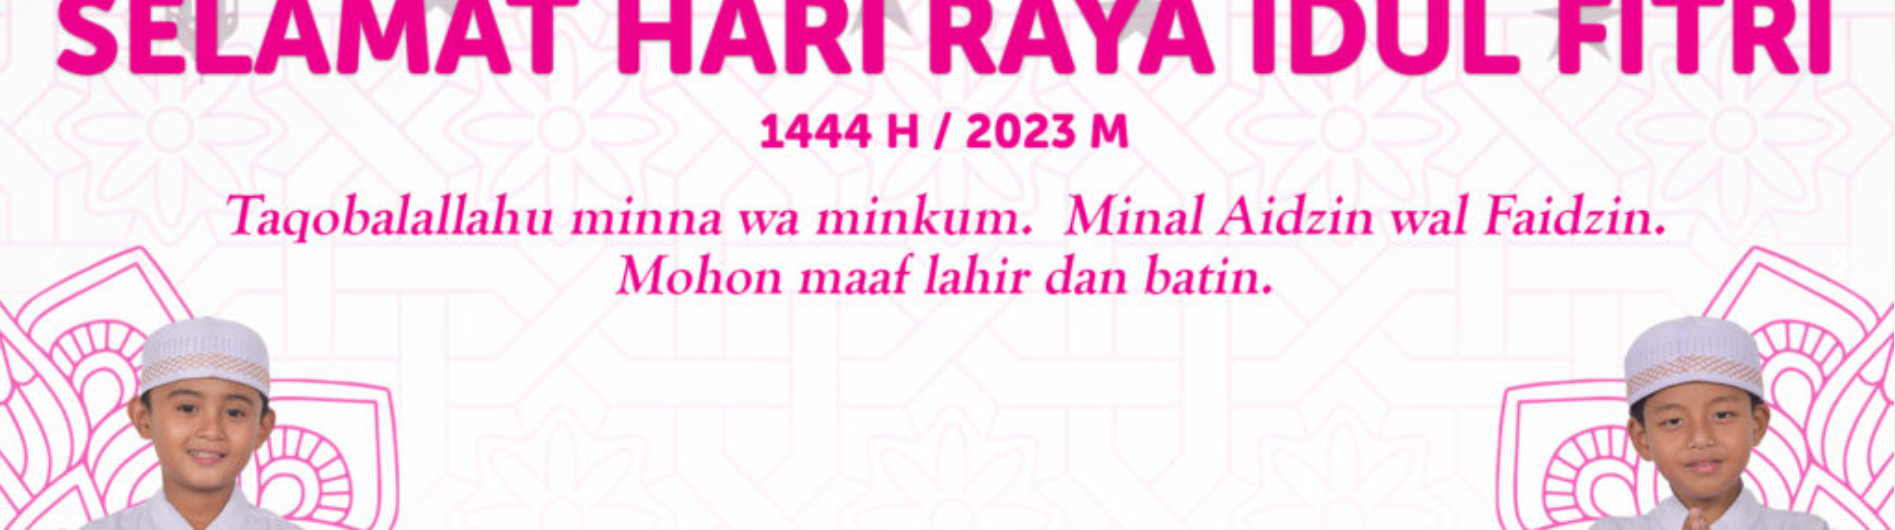 SELAMAT HARI RAYA IDUL FITRI
1444 H / 2023 M
Taqobalallahu minna wa minkum. Minal Aidzin wal Faidzin.
Mohon maaf lahir dan batin.